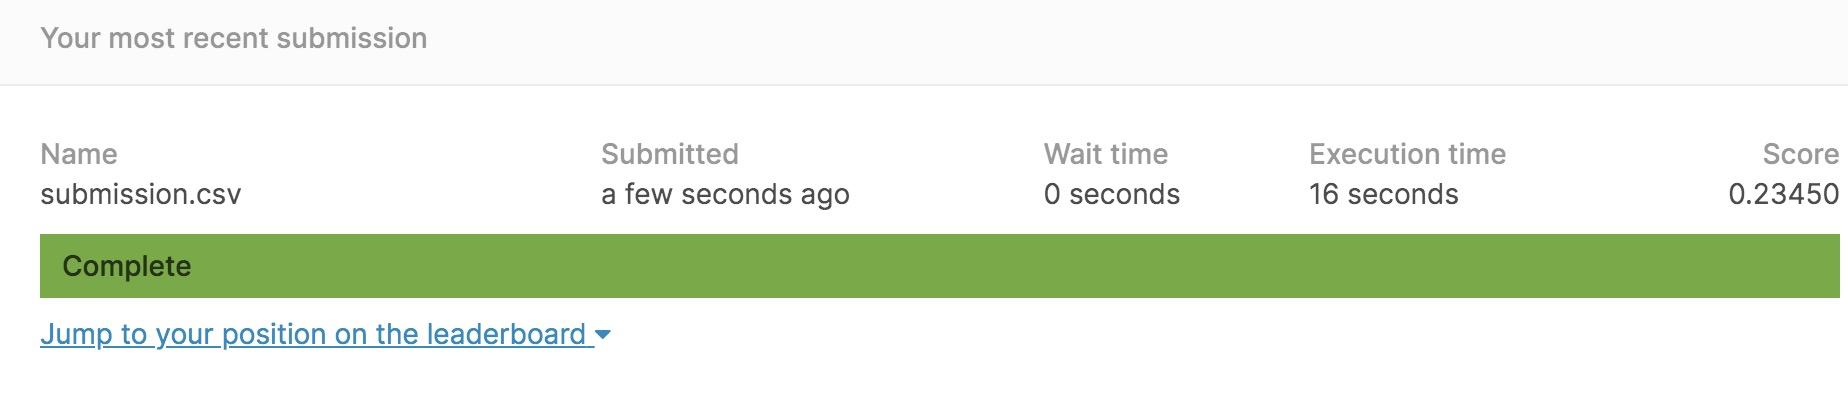 Your most recent submission
Name Submitted Wait time Execution time Score
submission.csv a few seconds ago 0 seconds 16 seconds 0.23450
Complete
Jump to your position on the leaderboard